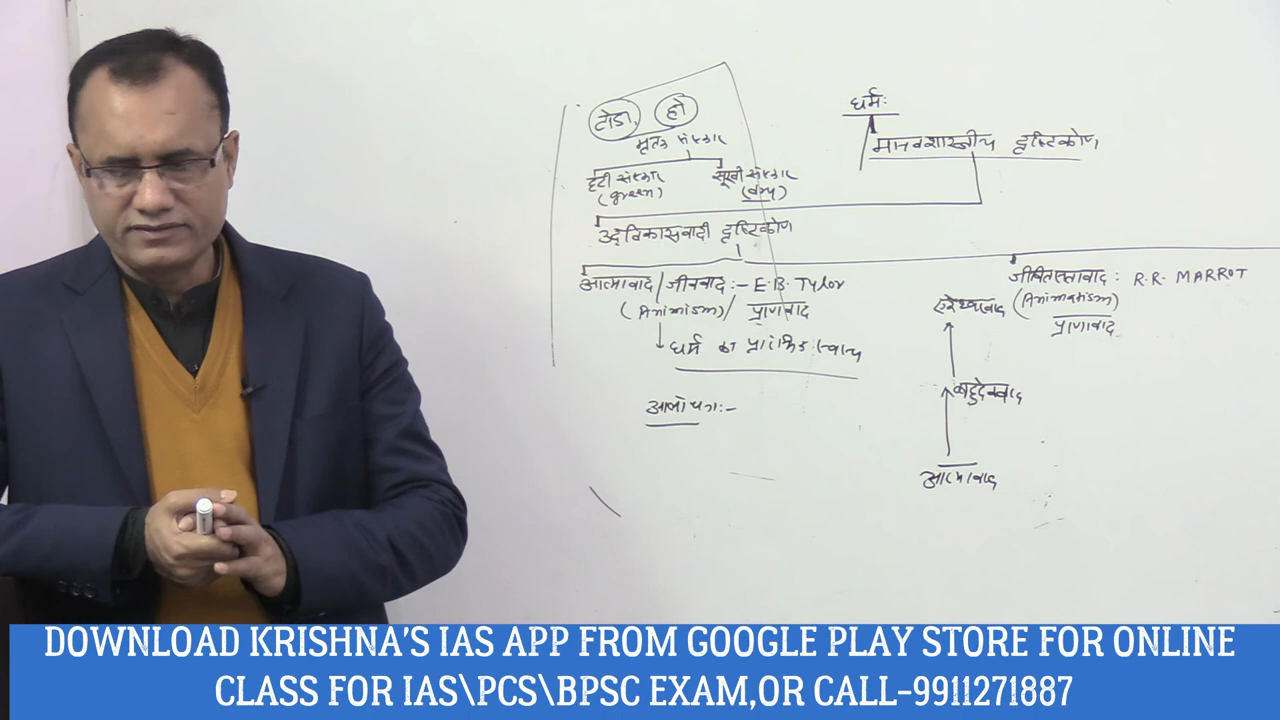 टोडा, हो
मृतक संस्कार
हरी संस्कार
(कुरुस्म)
सूखी संस्कार
धर्म:
मानवशास्त्रीय दृष्टिकोण
उद्विकासवादी दृष्टिकोण
आत्मावाद / जीववाद :- E.B. Tylor
(Animism) / प्राणवाद
धर्म का प्रारंभिक स्वरूप
आलोचना:-
जीवितसत्तावाद : R.R. MARROT
(Animatism)
प्राणावाद
एकेश्वरवाद
बहुदेववाद
आत्मावाद
DOWNLOAD KRISHNA'S IAS APP FROM GOOGLE PLAY STORE FOR ONLINE
CLASS FOR IAS\PCS\BPSC EXAM,OR CALL-9911271887